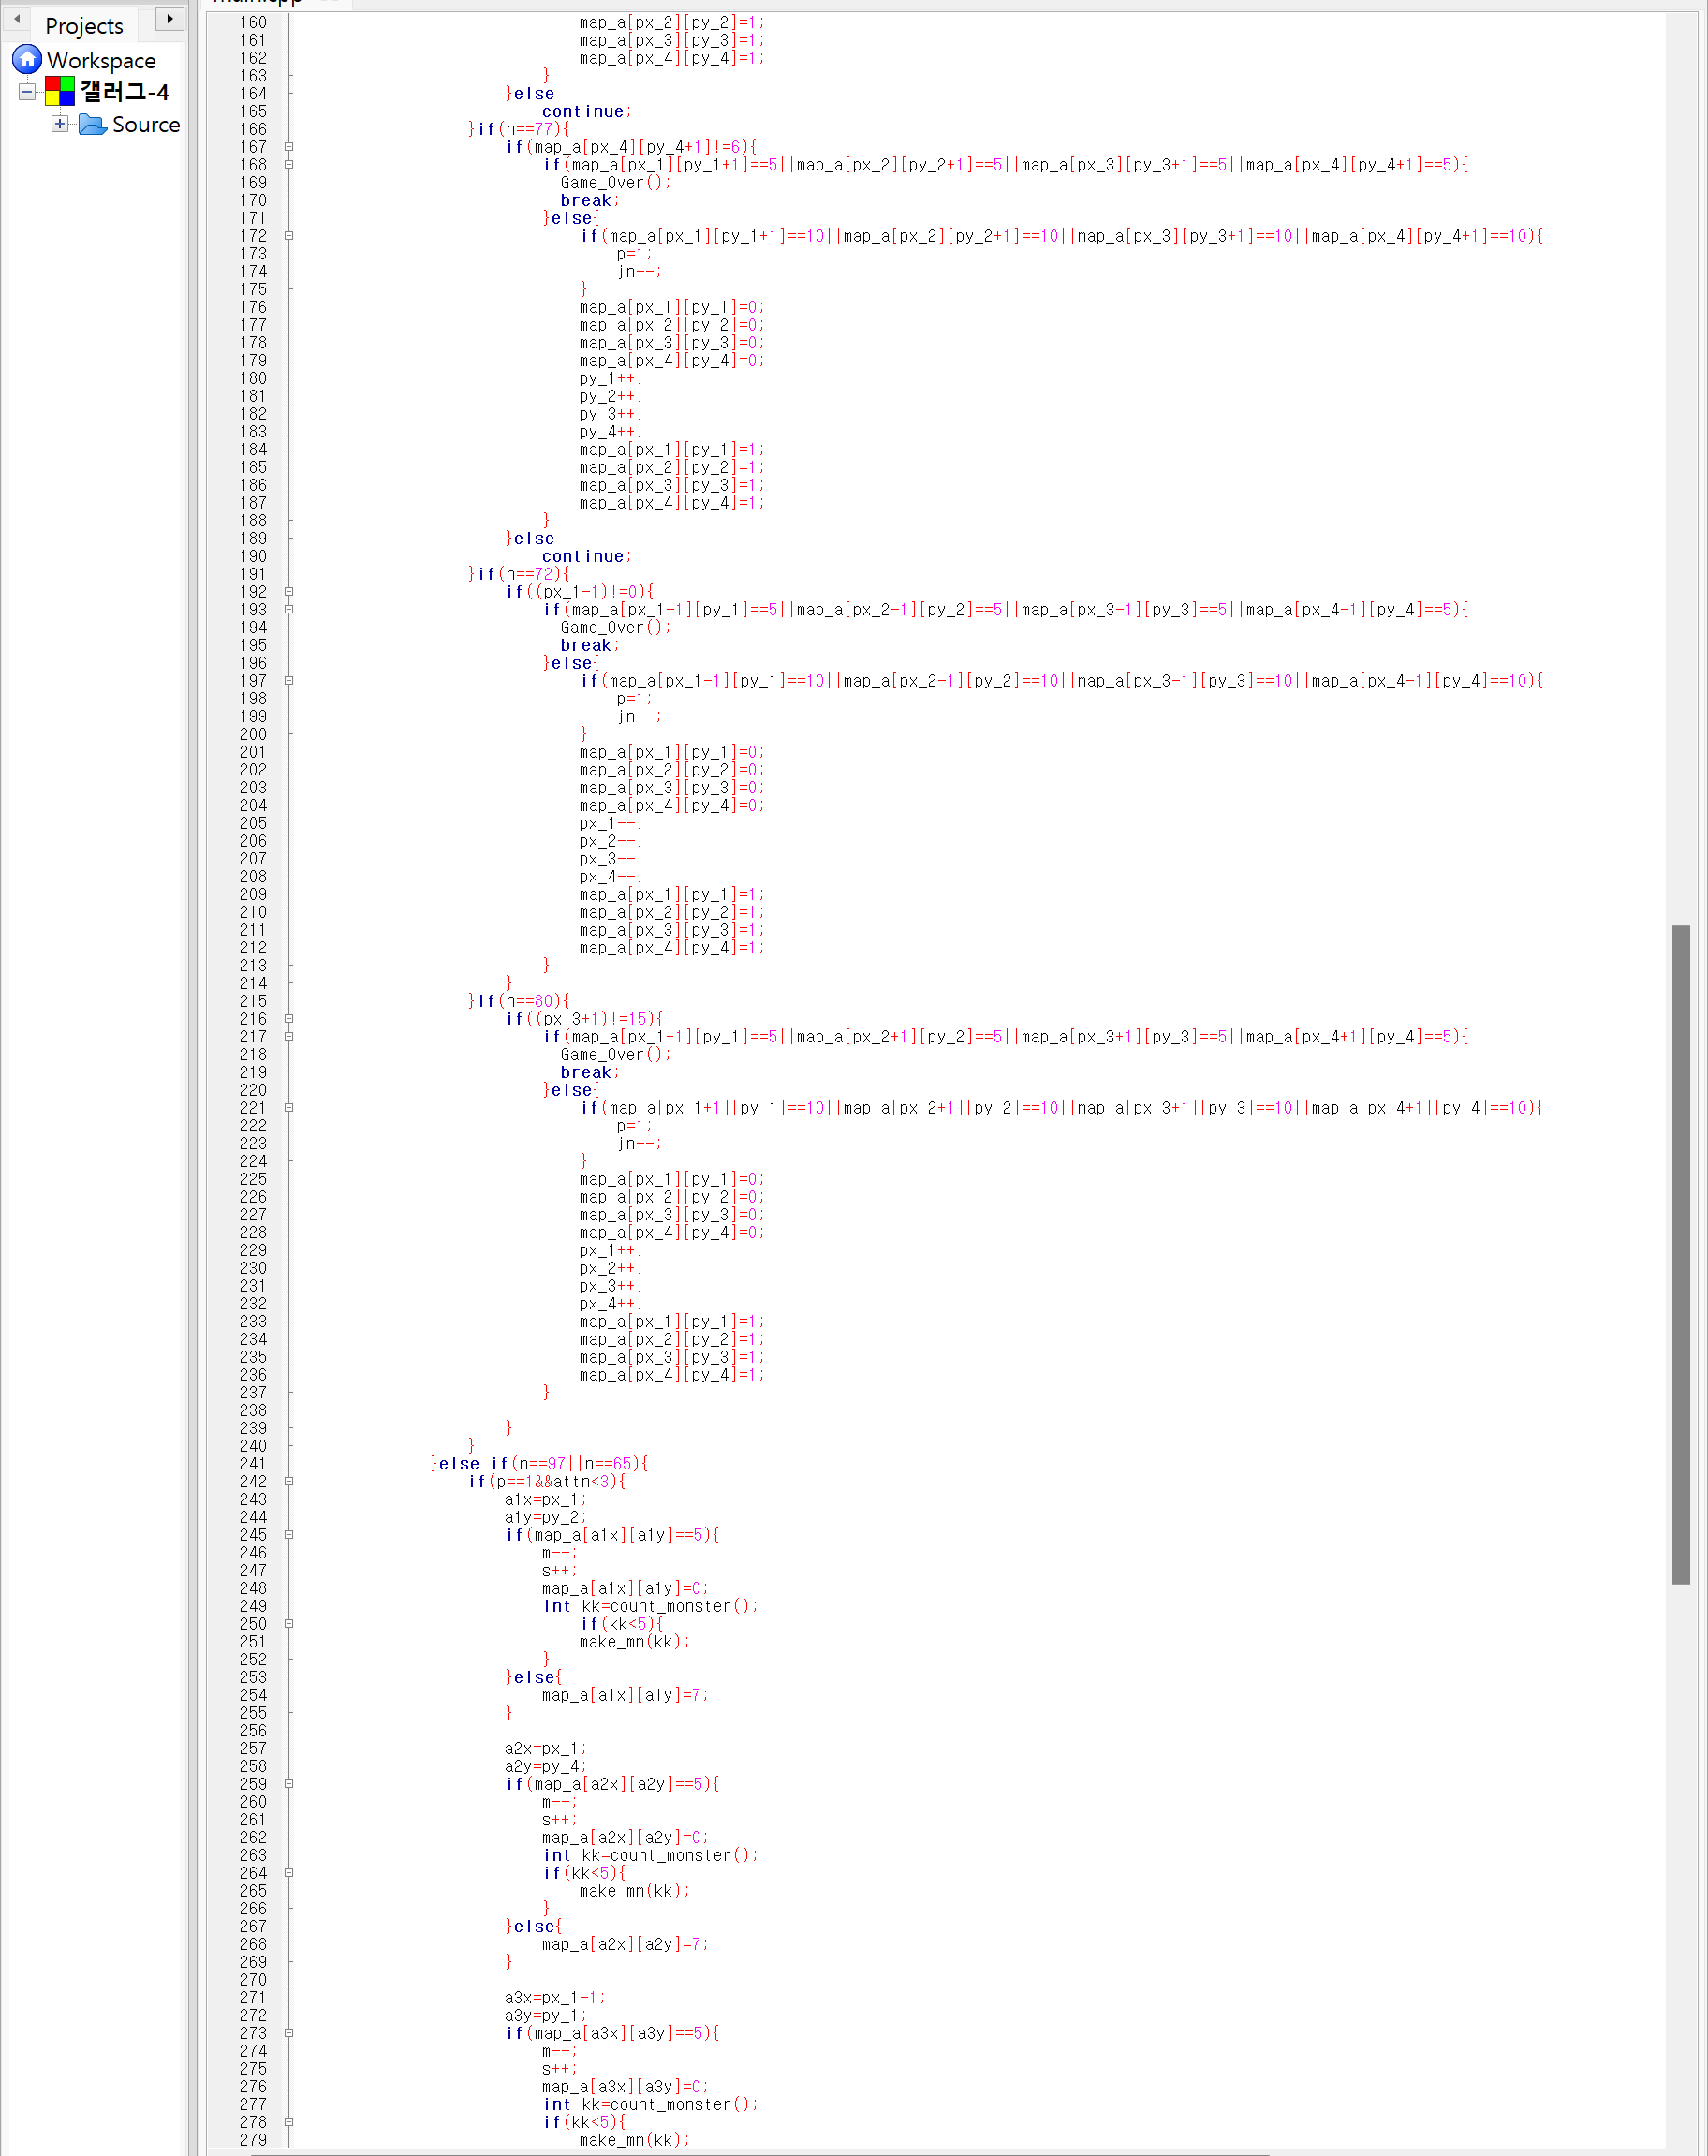 Projects
Workspace
갤러그-4
Source
160 map_a[px_2][py_2]=1;
161 map_a[px_3][py_3]=1;
162 map_a[px_4][py_4]=1;
163 }
164 }else
165 continue;
166 }if(n==77){
167 if(map_a[px_4][py_4+1]!=6){
168 if(map_a[px_1][py_1+1]==5||map_a[px_2][py_2+1]==5||map_a[px_3][py_3+1]==5||map_a[px_4][py_4+1]==5){
169 Game_Over();
170 break;
171 }else{
172 if(map_a[px_1][py_1+1]==10||map_a[px_2][py_2+1]==10||map_a[px_3][py_3+1]==10||map_a[px_4][py_4+1]==10){
173 p=1;
174 jn--;
175 }
176 map_a[px_1][py_1]=0;
177 map_a[px_2][py_2]=0;
178 map_a[px_3][py_3]=0;
179 map_a[px_4][py_4]=0;
180 py_1++;
181 py_2++;
182 py_3++;
183 py_4++;
184 map_a[px_1][py_1]=1;
185 map_a[px_2][py_2]=1;
186 map_a[px_3][py_3]=1;
187 map_a[px_4][py_4]=1;
188 }
189 }else
190 continue;
191 }if(n==72){
192 if((px_1-1)!=0){
193 if(map_a[px_1-1][py_1]==5||map_a[px_2-1][py_2]==5||map_a[px_3-1][py_3]==5||map_a[px_4-1][py_4]==5){
194 Game_Over();
195 break;
196 }else{
197 if(map_a[px_1-1][py_1]==10||map_a[px_2-1][py_2]==10||map_a[px_3-1][py_3]==10||map_a[px_4-1][py_4]==10){
198 p=1;
199 jn--;
200 }
201 map_a[px_1][py_1]=0;
202 map_a[px_2][py_2]=0;
203 map_a[px_3][py_3]=0;
204 map_a[px_4][py_4]=0;
205 px_1--;
206 px_2--;
207 px_3--;
208 px_4--;
209 map_a[px_1][py_1]=1;
210 map_a[px_2][py_2]=1;
211 map_a[px_3][py_3]=1;
212 map_a[px_4][py_4]=1;
213 }
214 }
215 }if(n==80){
216 if((px_3+1)!=15){
217 if(map_a[px_1+1][py_1]==5||map_a[px_2+1][py_2]==5||map_a[px_3+1][py_3]==5||map_a[px_4+1][py_4]==5){
218 Game_Over();
219 break;
220 }else{
221 if(map_a[px_1+1][py_1]==10||map_a[px_2+1][py_2]==10||map_a[px_3+1][py_3]==10||map_a[px_4+1][py_4]==10){
222 p=1;
223 jn--;
224 }
225 map_a[px_1][py_1]=0;
226 map_a[px_2][py_2]=0;
227 map_a[px_3][py_3]=0;
228 map_a[px_4][py_4]=0;
229 px_1++;
230 px_2++;
231 px_3++;
232 px_4++;
233 map_a[px_1][py_1]=1;
234 map_a[px_2][py_2]=1;
235 map_a[px_3][py_3]=1;
236 map_a[px_4][py_4]=1;
237 }
238
239 }
240 }
241 }else if(n==97||n==65){
242 if(p==1&&attn<3){
243 a1x=px_1;
244 a1y=py_2;
245 if(map_a[a1x][a1y]==5){
246 m--;
247 s++;
248 map_a[a1x][a1y]=0;
249 int kk=count_monster();
250 if(kk<5){
251 make_mm(kk);
252 }
253 }else{
254 map_a[a1x][a1y]=7;
255 }
256
257 a2x=px_1;
258 a2y=py_4;
259 if(map_a[a2x][a2y]==5){
260 m--;
261 s++;
262 map_a[a2x][a2y]=0;
263 int kk=count_monster();
264 if(kk<5){
265 make_mm(kk);
266 }
267 }else{
268 map_a[a2x][a2y]=7;
269 }
270
271 a3x=px_1-1;
272 a3y=py_1;
273 if(map_a[a3x][a3y]==5){
274 m--;
275 s++;
276 map_a[a3x][a3y]=0;
277 int kk=count_monster();
278 if(kk<5){
279 make_mm(kk);